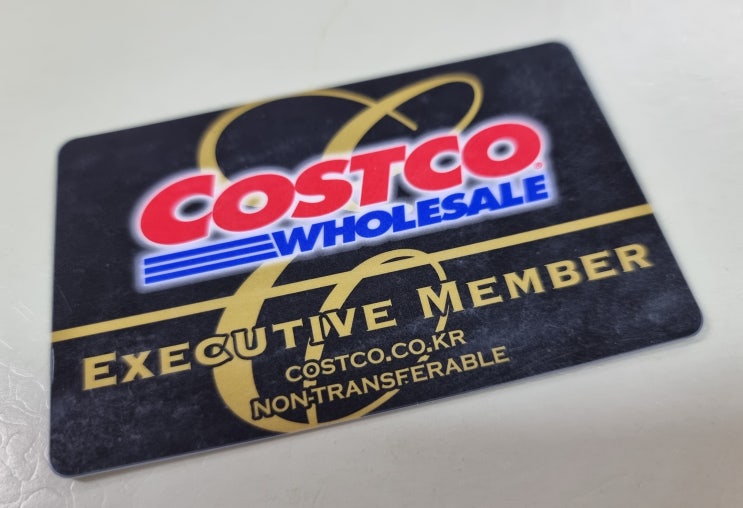 COSTCO
WHOLESALE
EXECUTIVE MEMBER
COSTCO.CO.KR
NON-TRANSFERABLE